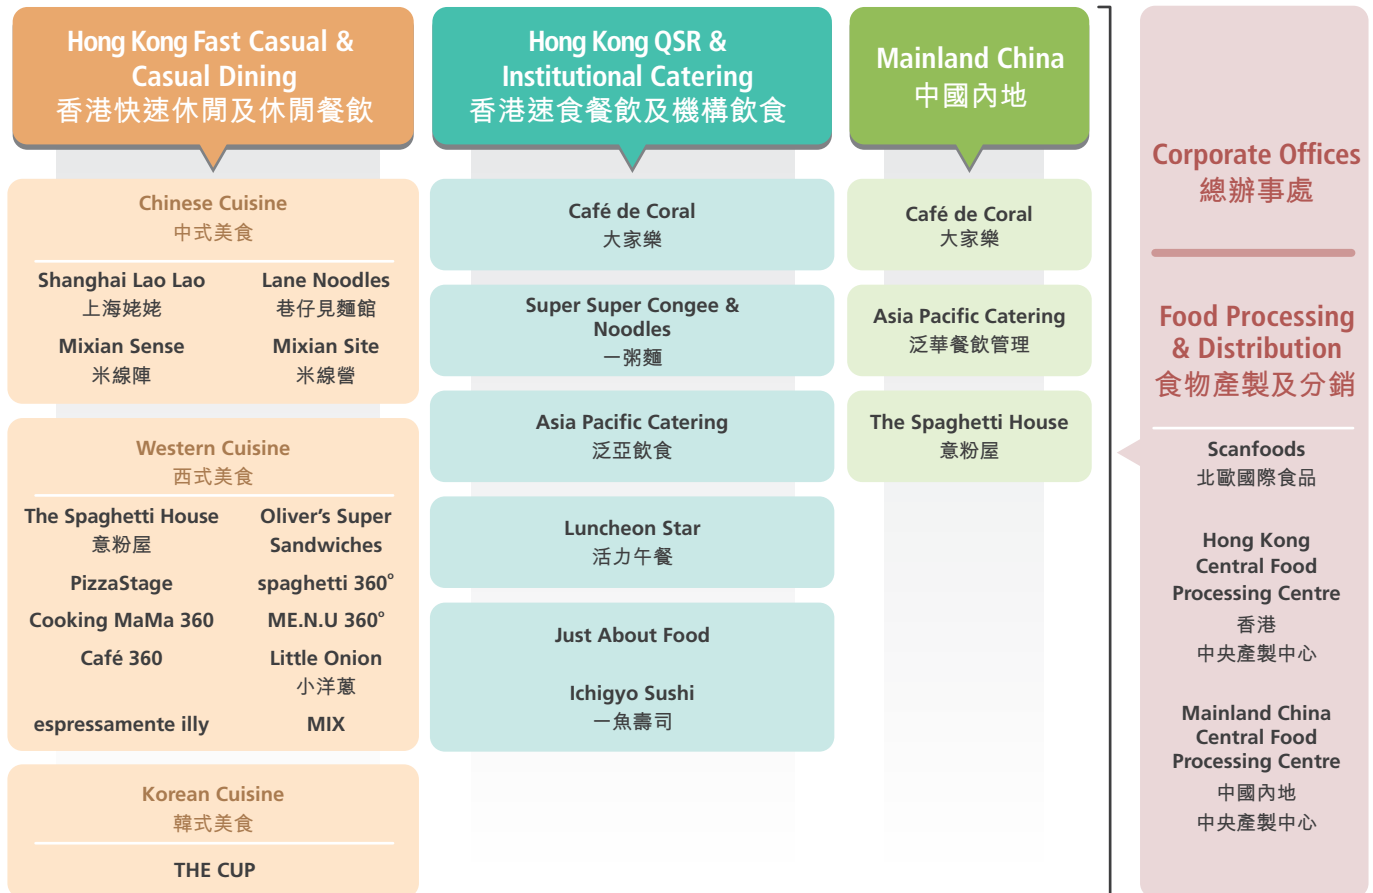 Hong Kong Fast Casual &
Casual Dining
香港快速休閒及休閒餐飲
Chinese Cuisine
中式美食
Shanghai Lao Lao
上海姥姥
Lane Noodles
巷仔見麵館
Mixian Sense
米線陣
Mixian Site
米線營
Western Cuisine
西式美食
The Spaghetti House
意粉屋
Oliver's Super
Sandwiches
PizzaStage
spaghetti 360°
Cooking MaMa 360
ME.N.U 360°
Café 360
Little Onion
小洋蔥
espressamente illy
MIX
Korean Cuisine
韓式美食
THE CUP
Hong Kong QSR &
Institutional Catering
香港速食餐飲及機構飲食
Café de Coral
大家樂
Super Super Congee &
Noodles
一粥麵
Asia Pacific Catering
泛亞飲食
Luncheon Star
活力午餐
Just About Food
Ichigyo Sushi
一魚壽司
Mainland China
中國內地
Café de Coral
大家樂
Asia Pacific Catering
泛華餐飲管理
The Spaghetti House
意粉屋
Corporate Offices
總辦事處
Food Processing
& Distribution
食物產製及分銷
Scanfoods
北歐國際食品
Hong Kong
Central Food
Processing Centre
香港
中央產製中心
Mainland China
Central Food
Processing Centre
中國內地
中央產製中心